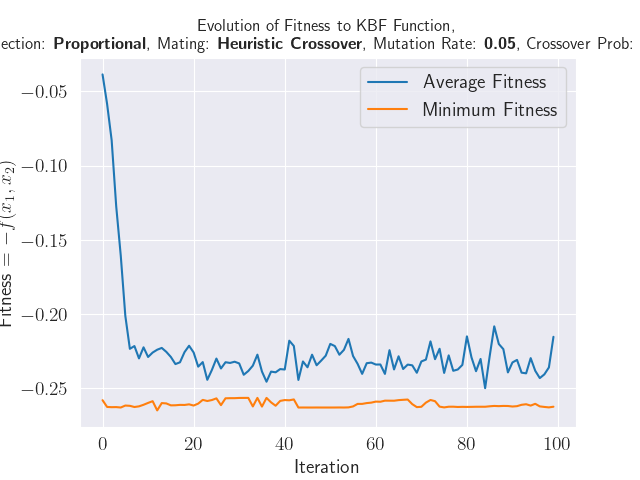 Evolution of Fitness to KBF Function,
ection: Proportional, Mating: Heuristic Crossover, Mutation Rate: 0.05, Crossover Prob:
Average Fitness
Minimum Fitness
Fitness = −f(x₁, x₂)
−0.05
−0.10
−0.15
−0.20
−0.25
0
20
40
60
80
100
Iteration